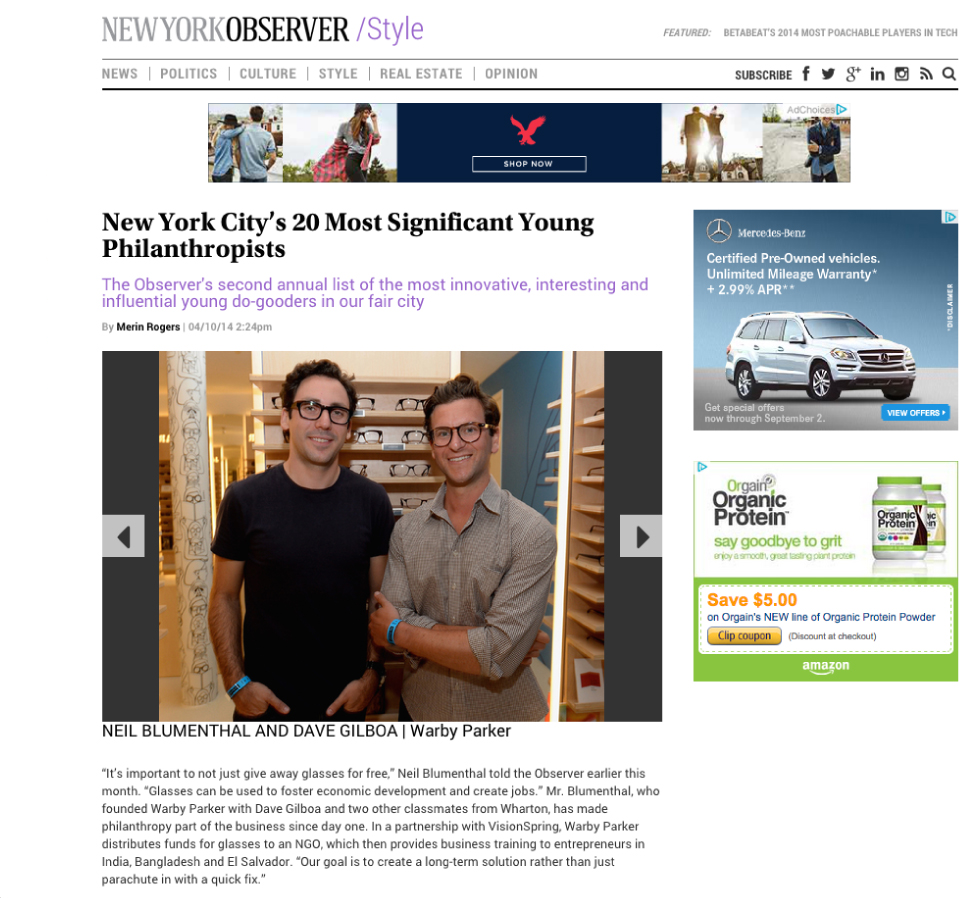 NEW YORK OBSERVER /Style
FEATURED: BETABEAT'S 2014 MOST POACHABLE PLAYERS IN TECH
NEWS | POLITICS | CULTURE | STYLE | REAL ESTATE | OPINION
SUBSCRIBE
AdChoices
SHOP NOW
New York City’s 20 Most Significant Young
Philanthropists
The Observer's second annual list of the most innovative, interesting and
influential young do-gooders in our fair city
By Merin Rogers | 04/10/14 2:24pm
NEIL BLUMENTHAL AND DAVE GILBOA | Warby Parker
“It’s important to not just give away glasses for free,” Neil Blumenthal told the Observer earlier this
month. “Glasses can be used to foster economic development and create jobs.” Mr. Blumenthal, who
founded Warby Parker with Dave Gilboa and two other classmates from Wharton, has made
philanthropy part of the business since day one. In a partnership with VisionSpring, Warby Parker
distributes funds for glasses to an NGO, which then provides business training to entrepreneurs in
India, Bangladesh and El Salvador. “Our goal is to create a long-term solution rather than just
parachute in with a quick fix.”
Mercedes-Benz
Certified Pre-Owned vehicles.
Unlimited Mileage Warranty*
+ 2.99% APR**
*DISCLAIMER
Get special offers
now through September 2.
VIEW OFFERS
Orgain
Organic
Protein™
say goodbye to grit
enjoy a smooth, great tasting plant protein
Organic
Protein
Save $5.00
on Orgain's NEW line of Organic Protein Powder
Clip coupon (Discount at checkout)
amazon